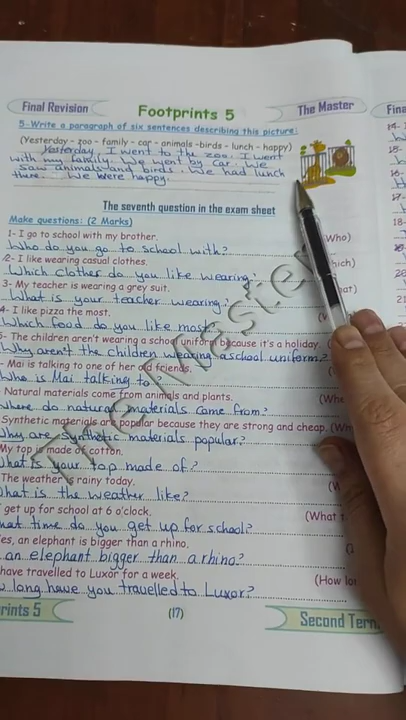 Final Revision Footprints 5 The Master Fina
5-Write a paragraph of six sentences describing this picture:
(Yesterday - zoo - family - car - animals -birds - lunch - happy)
Yesterday, I went to the zoo. I went
with my family. We went by car. We
saw animals and birds. We had lunch
there. We were happy.
The seventh question in the exam sheet
Make questions: (2 Marks)
1- I go to school with my brother. Who)
Who do you go to school with?
2- I like wearing casual clothes. hich)
Which clothes do you like wearing?
3- My teacher is wearing a grey suit. at)
What is your teacher wearing?
4- I like pizza the most.
Which food do you like most
5- The children aren't wearing a school uniform because it's a holiday.
Why aren't the children wearing a school uniform?
- Mai is talking to one of her old friends.
Who is Mai talking to
Natural materials come from animals and plants. (Whe
Where do natural materials come from?
Synthetic materials are popular because they are strong and cheap. (Wh
Why are synthetic materials popular?
My top is made of cotton.
What is your top made of?
The weather is rainy today.
What is the weather like?
get up for school at 6 o'clock. (What t
What time do you get up for school?
es, an elephant is bigger than a rhino.
an elephant bigger than a rhino?
have travelled to Luxor for a week. (How lon
long have you travelled to Luxor?
rints 5 (17) Second Term
The Master